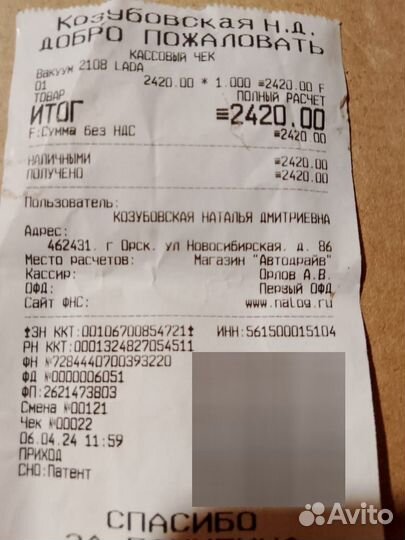 Козубовская Н.Д.
ДОБРО ПОЖАЛОВАТЬ
КАССОВЫЙ ЧЕК
Вакуум 2108 LADA
01 2420.00 * 1.000 =2420.00 F
ТОВАР ПОЛНЫЙ РАСЧЕТ
ИТОГ =2420.00
F:Сумма без НДС =2420.00
НАЛИЧНЫМИ =2420.00
ПОЛУЧЕНО =2420.00
Пользователь:
КОЗУБОВСКАЯ НАТАЛЬЯ ДМИТРИЕВНА
Адрес:
462431, г Орск, ул Новосибирская, д. 86
Место расчетов: Магазин "Автодрайв"
Кассир: Орлов А.В.
ОФД: Первый ОФД
Сайт ФНС: www.nalog.ru
ЗН ККТ:00106700854721 ИНН:561500015104
РН ККТ:0001324827054511
ФН №7284440700393220
ФД №0000006051
ФП:2621473803
Смена №00121
Чек №00022
06.04.24 11:59
ПРИХОД
СНО:Патент
СПАСИБО
ЗА ПОКУПКУ
Avito